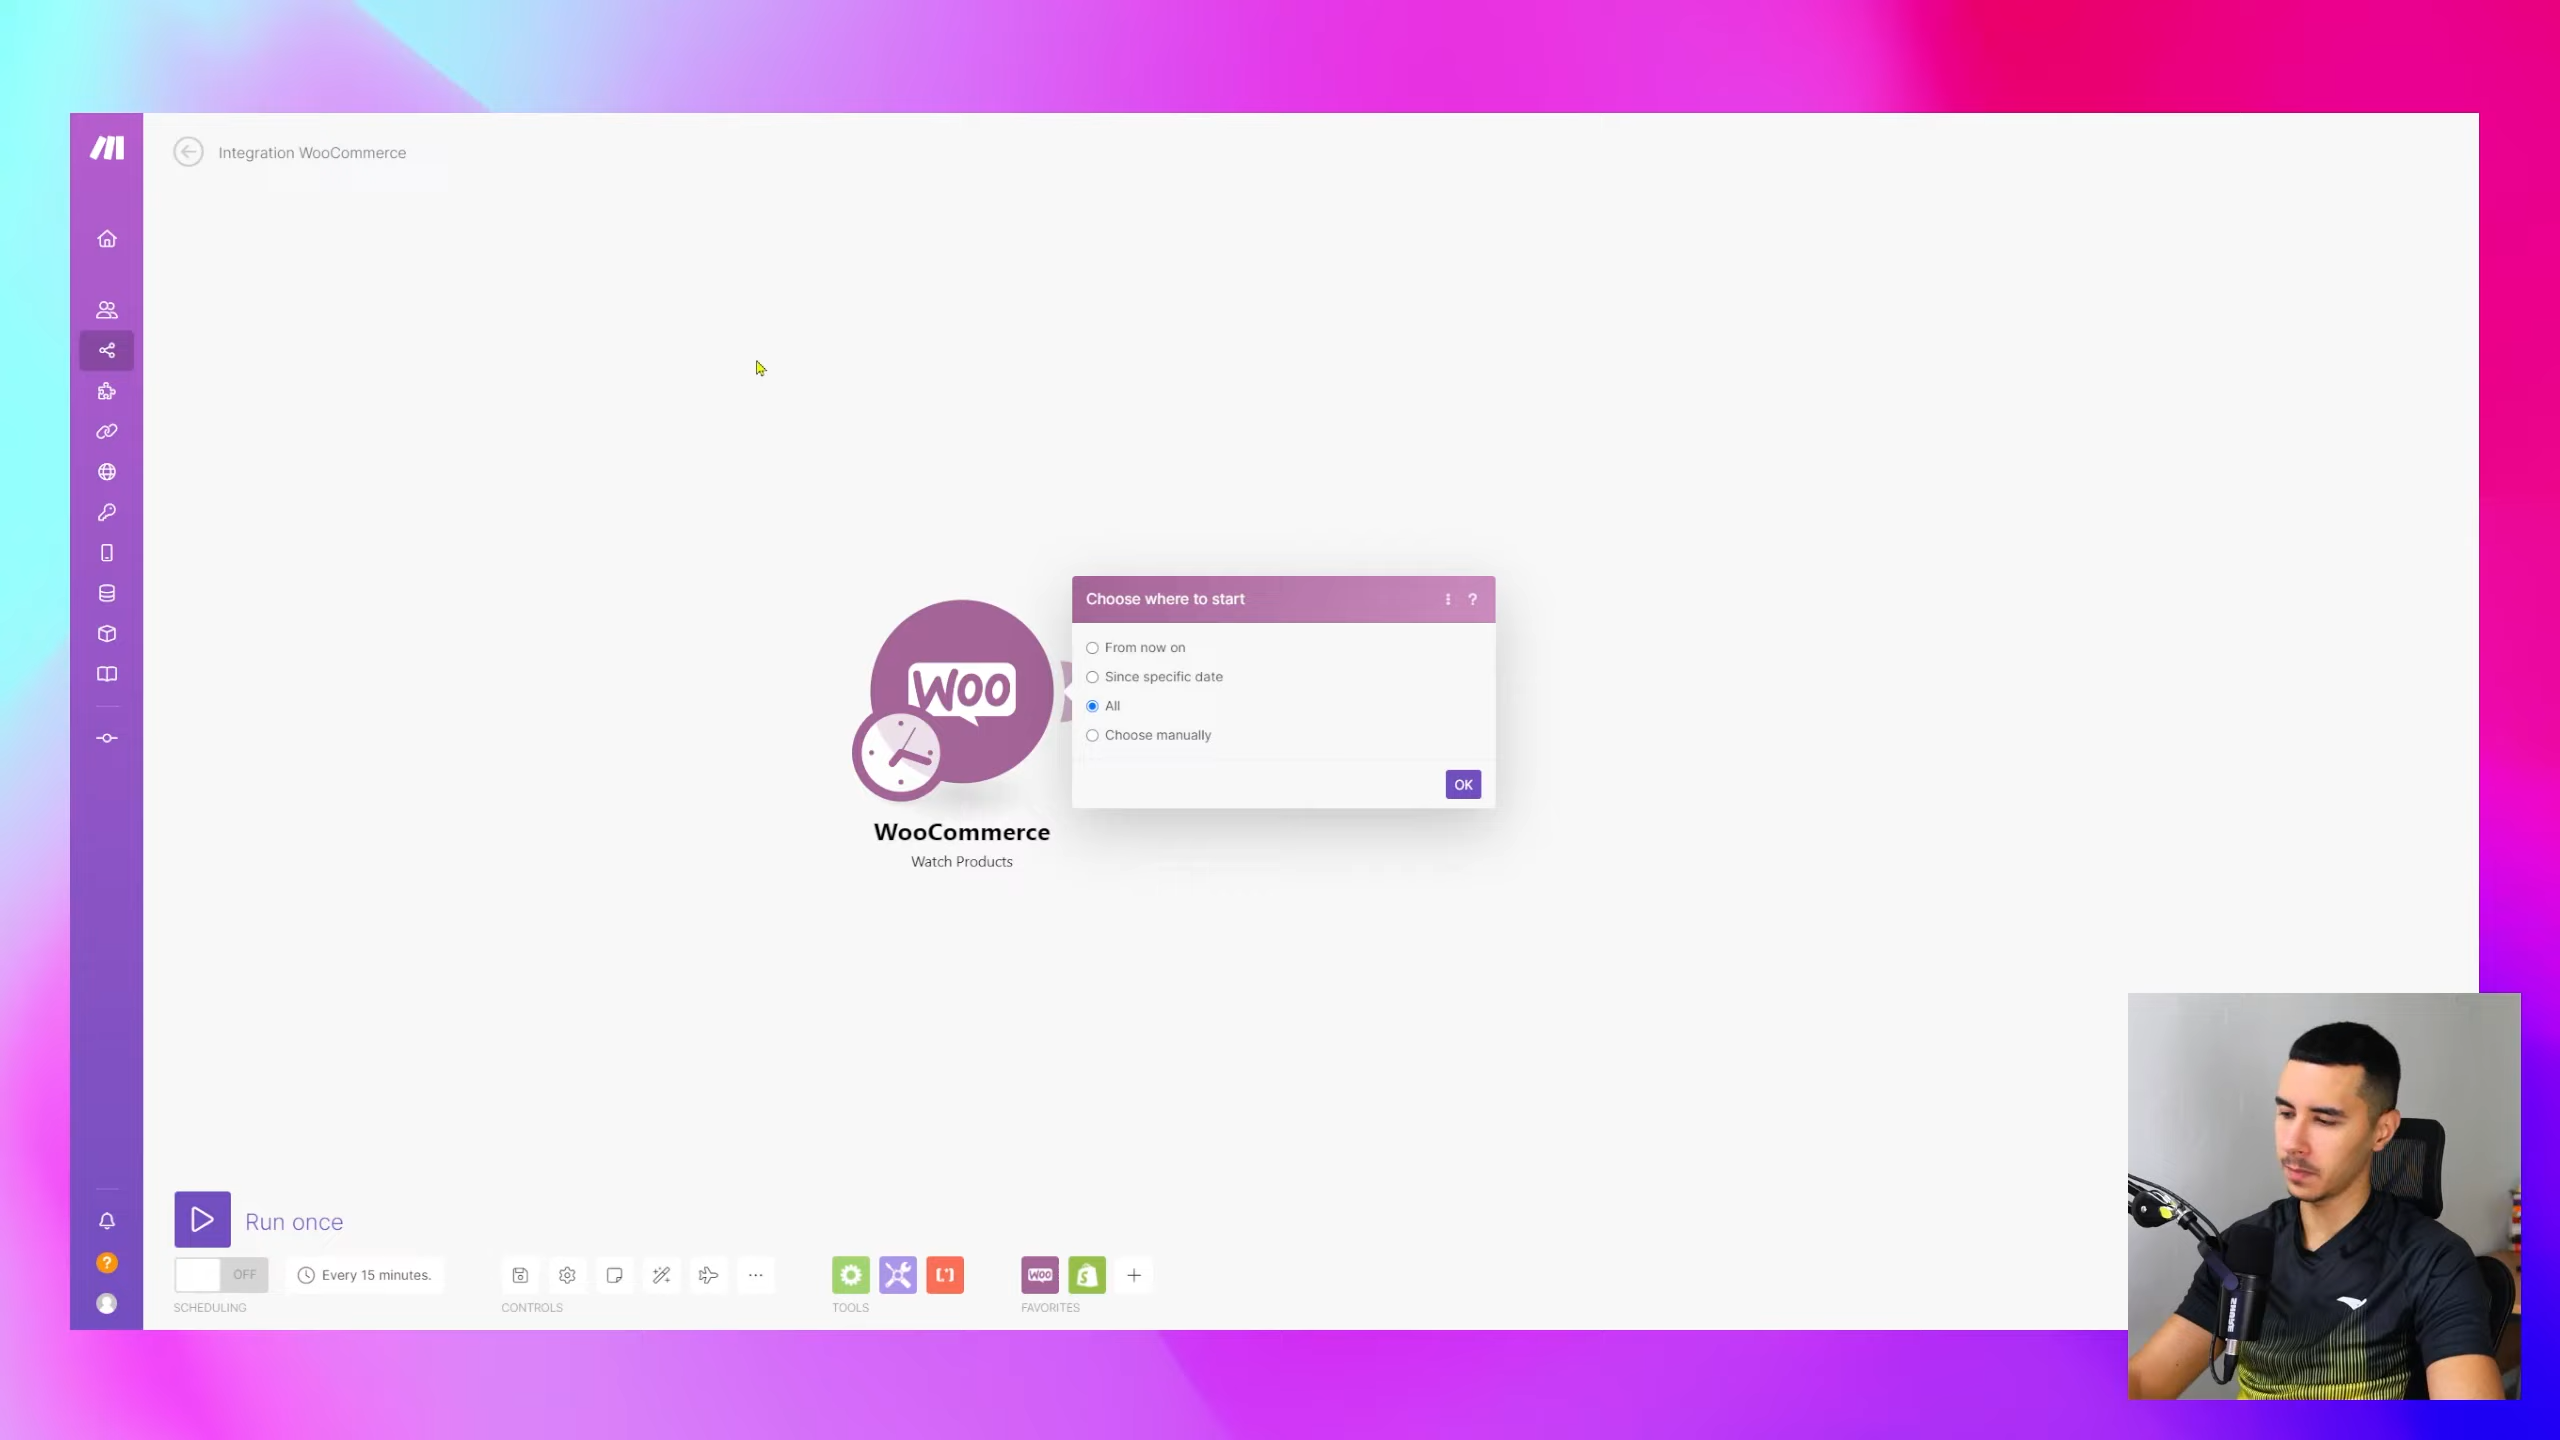 Integration WooCommerce
Choose where to start
?
From now on
Since specific date
All
Choose manually
OK
Woo
WooCommerce
Watch Products
Run once
OFF
Every 15 minutes.
SCHEDULING
CONTROLS
TOOLS
Woo
FAVORITES
?
SHURE